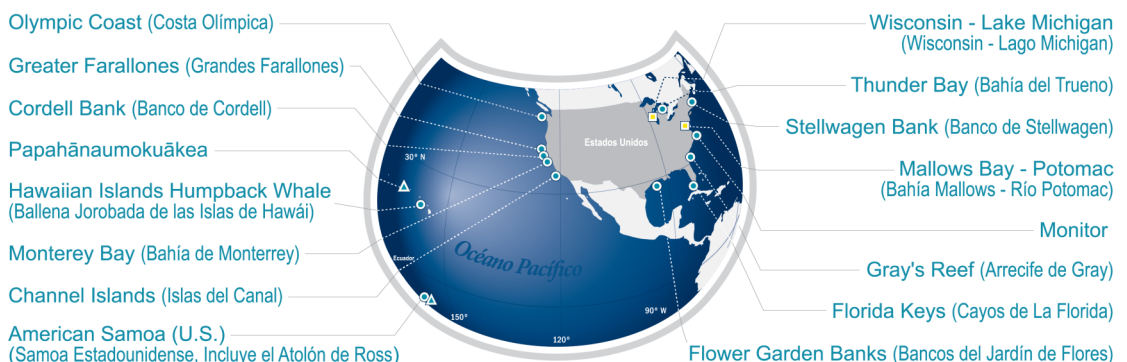 Olympic Coast (Costa Olímpica)
Greater Farallones (Grandes Farallones)
Cordell Bank (Banco de Cordell)
Papahānaumokuākea
Hawaiian Islands Humpback Whale
(Ballena Jorobada de las Islas de Hawái)
Monterey Bay (Bahía de Monterrey)
Channel Islands (Islas del Canal)
American Samoa (U.S.)
(Samoa Estadounidense. Incluye el Atolón de Ross)
Estados Unidos
30° N
Ecuador
Océano Pacífico
150°
120°
90° W
Wisconsin - Lake Michigan
(Wisconsin - Lago Michigan)
Thunder Bay (Bahía del Trueno)
Stellwagen Bank (Banco de Stellwagen)
Mallows Bay - Potomac
(Bahía Mallows - Río Potomac)
Monitor
Gray's Reef (Arrecife de Gray)
Florida Keys (Cayos de La Florida)
Flower Garden Banks (Bancos del Jardín de Flores)